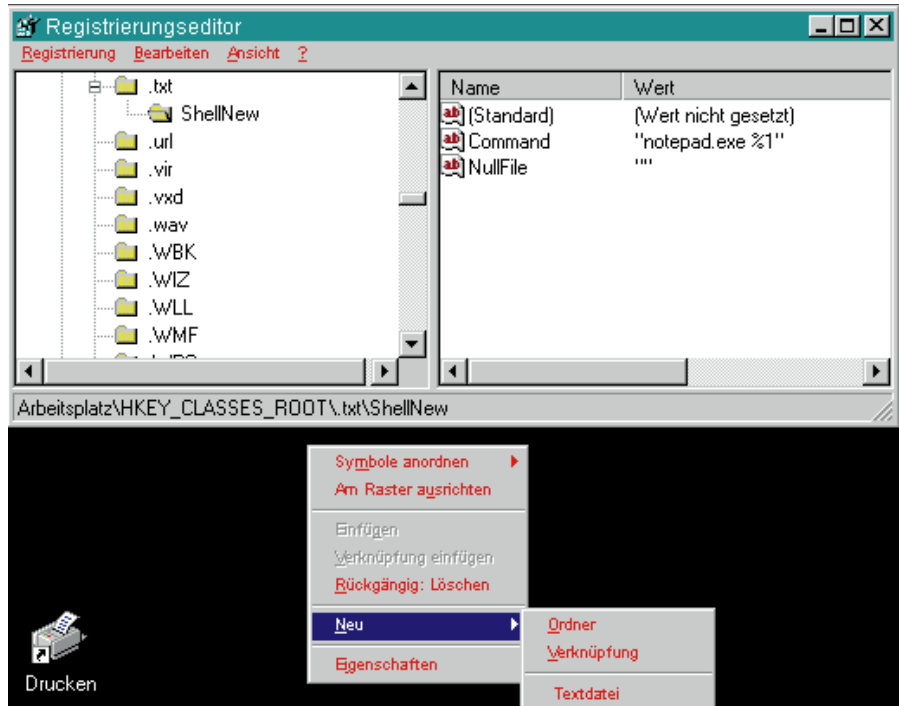 Registrierungseditor
Registrierung Bearbeiten Ansicht ?
.txt
ShellNew
.url
.vir
.vxd
.wav
.WBK
.WIZ
.WLL
.WMF
Name Wert
(Standard) (Wert nicht gesetzt)
Command "notepad.exe %1"
NullFile ""
Arbeitsplatz\HKEY_CLASSES_ROOT\.txt\ShellNew
Symbole anordnen
Am Raster ausrichten
Einfügen
Verknüpfung einfügen
Rückgängig: Löschen
Neu
Eigenschaften
Ordner
Verknüpfung
Textdatei
Drucken